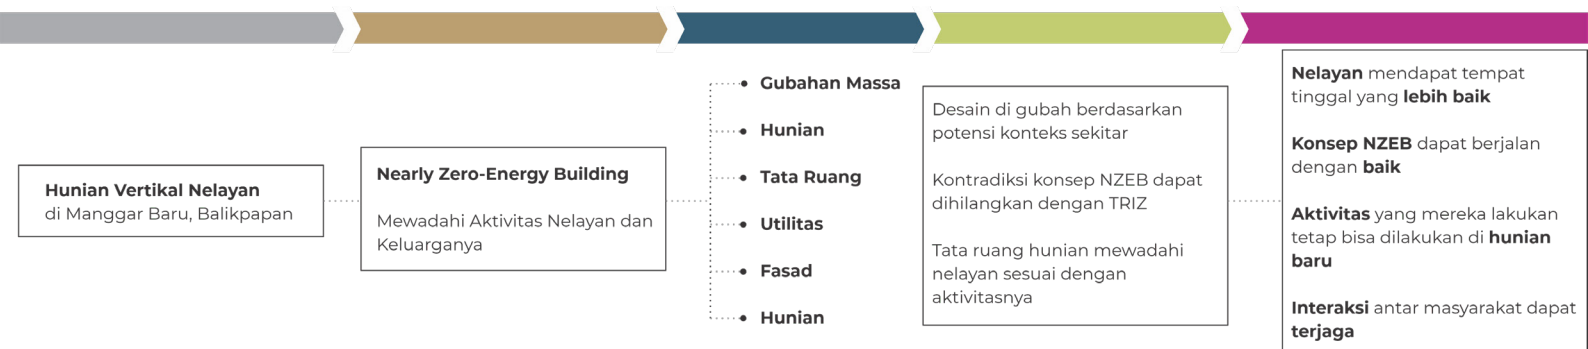 Hunian Vertikal Nelayan
di Manggar Baru, Balikpapan
Nearly Zero-Energy Building
Mewadahi Aktivitas Nelayan dan
Keluarganya
Gubahan Massa
Hunian
Tata Ruang
Utilitas
Fasad
Hunian
Desain di gubah berdasarkan
potensi konteks sekitar
Kontradiksi konsep NZEB dapat
dihilangkan dengan TRIZ
Tata ruang hunian mewadahi
nelayan sesuai dengan
aktivitasnya
Nelayan mendapat tempat
tinggal yang lebih baik
Konsep NZEB dapat berjalan
dengan baik
Aktivitas yang mereka lakukan
tetap bisa dilakukan di hunian
baru
Interaksi antar masyarakat dapat
terjaga